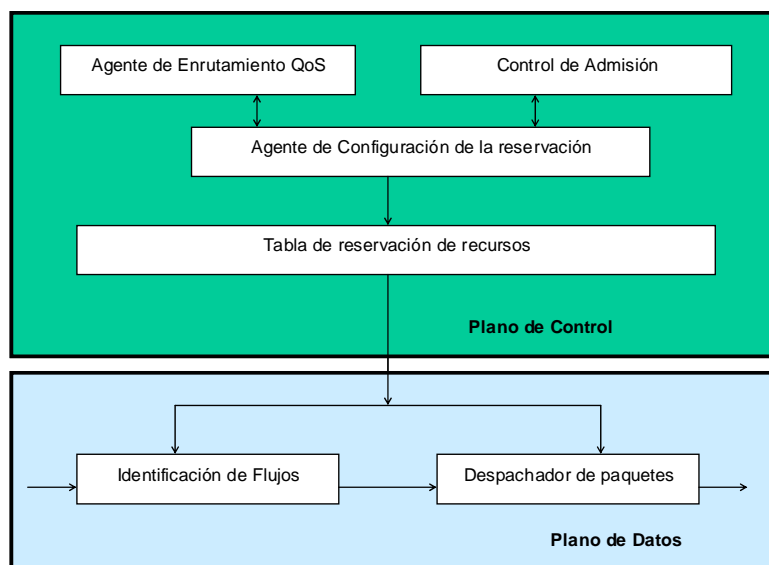 Agente de Enrutamiento QoS
Control de Admisión
Agente de Configuración de la reservación
Tabla de reservación de recursos
Plano de Control
Identificación de Flujos
Despachador de paquetes
Plano de Datos